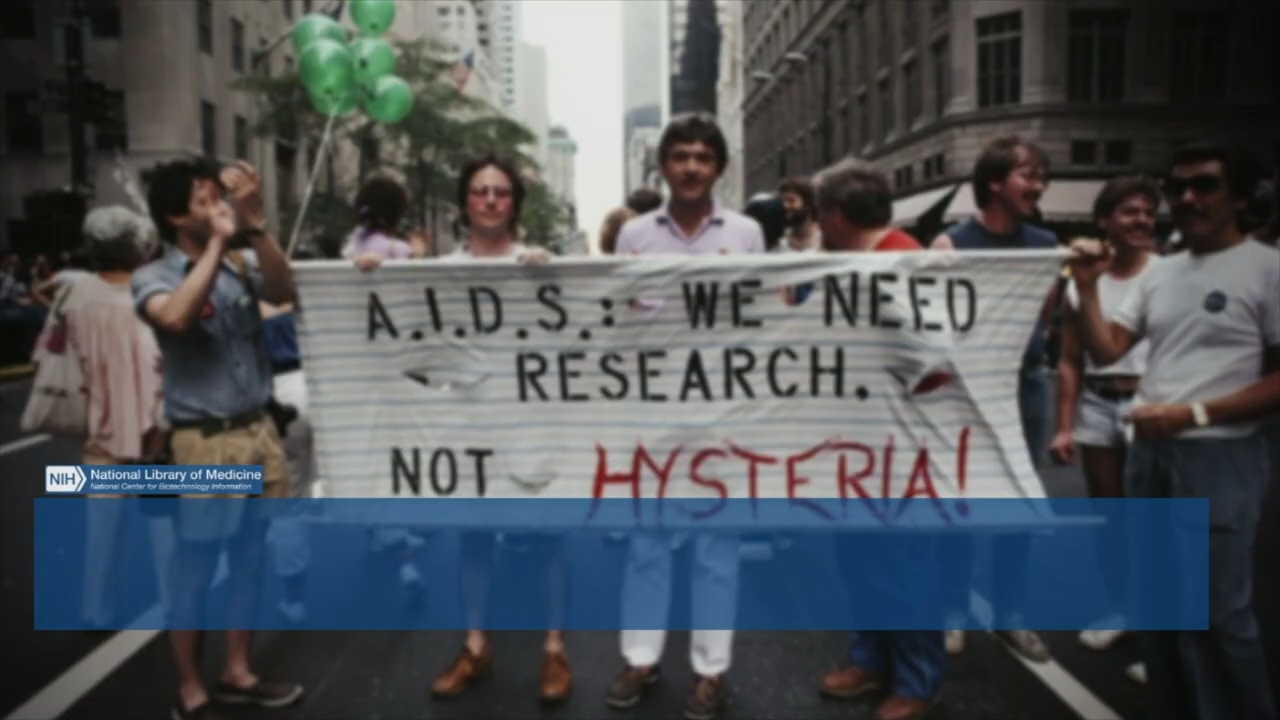 A.I.D.S.: WE NEED
RESEARCH.
NOT HYSTERIA!
NIH National Library of Medicine
National Center for Biotechnology Information